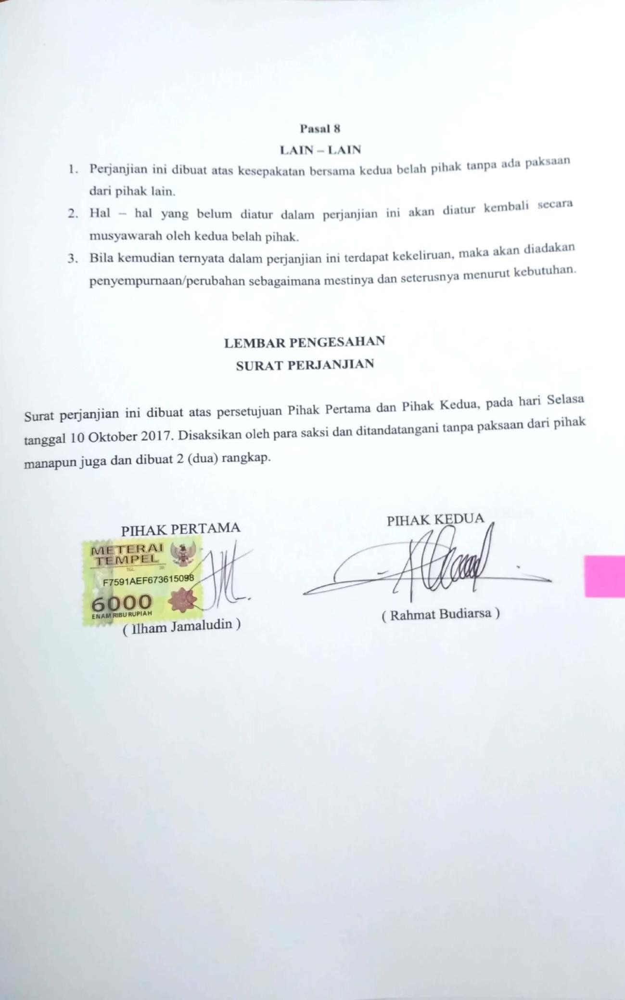 Pasal 8
LAIN – LAIN
1. Perjanjian ini dibuat atas kesepakatan bersama kedua belah pihak tanpa ada paksaan
dari pihak lain.
2. Hal – hal yang belum diatur dalam perjanjian ini akan diatur kembali secara
musyawarah oleh kedua belah pihak.
3. Bila kemudian ternyata dalam perjanjian ini terdapat kekeliruan, maka akan diadakan
penyempurnaan/perubahan sebagaimana mestinya dan seterusnya menurut kebutuhan.
LEMBAR PENGESAHAN
SURAT PERJANJIAN
Surat perjanjian ini dibuat atas persetujuan Pihak Pertama dan Pihak Kedua, pada hari Selasa
tanggal 10 Oktober 2017. Disaksikan oleh para saksi dan ditandatangani tanpa paksaan dari pihak
manapun juga dan dibuat 2 (dua) rangkap.
PIHAK PERTAMA
METERAI
TEMPEL
TGL 20
F7591AEF673615098
6000
ENAM RIBU RUPIAH
( Ilham Jamaludin )
PIHAK KEDUA
( Rahmat Budiarsa )